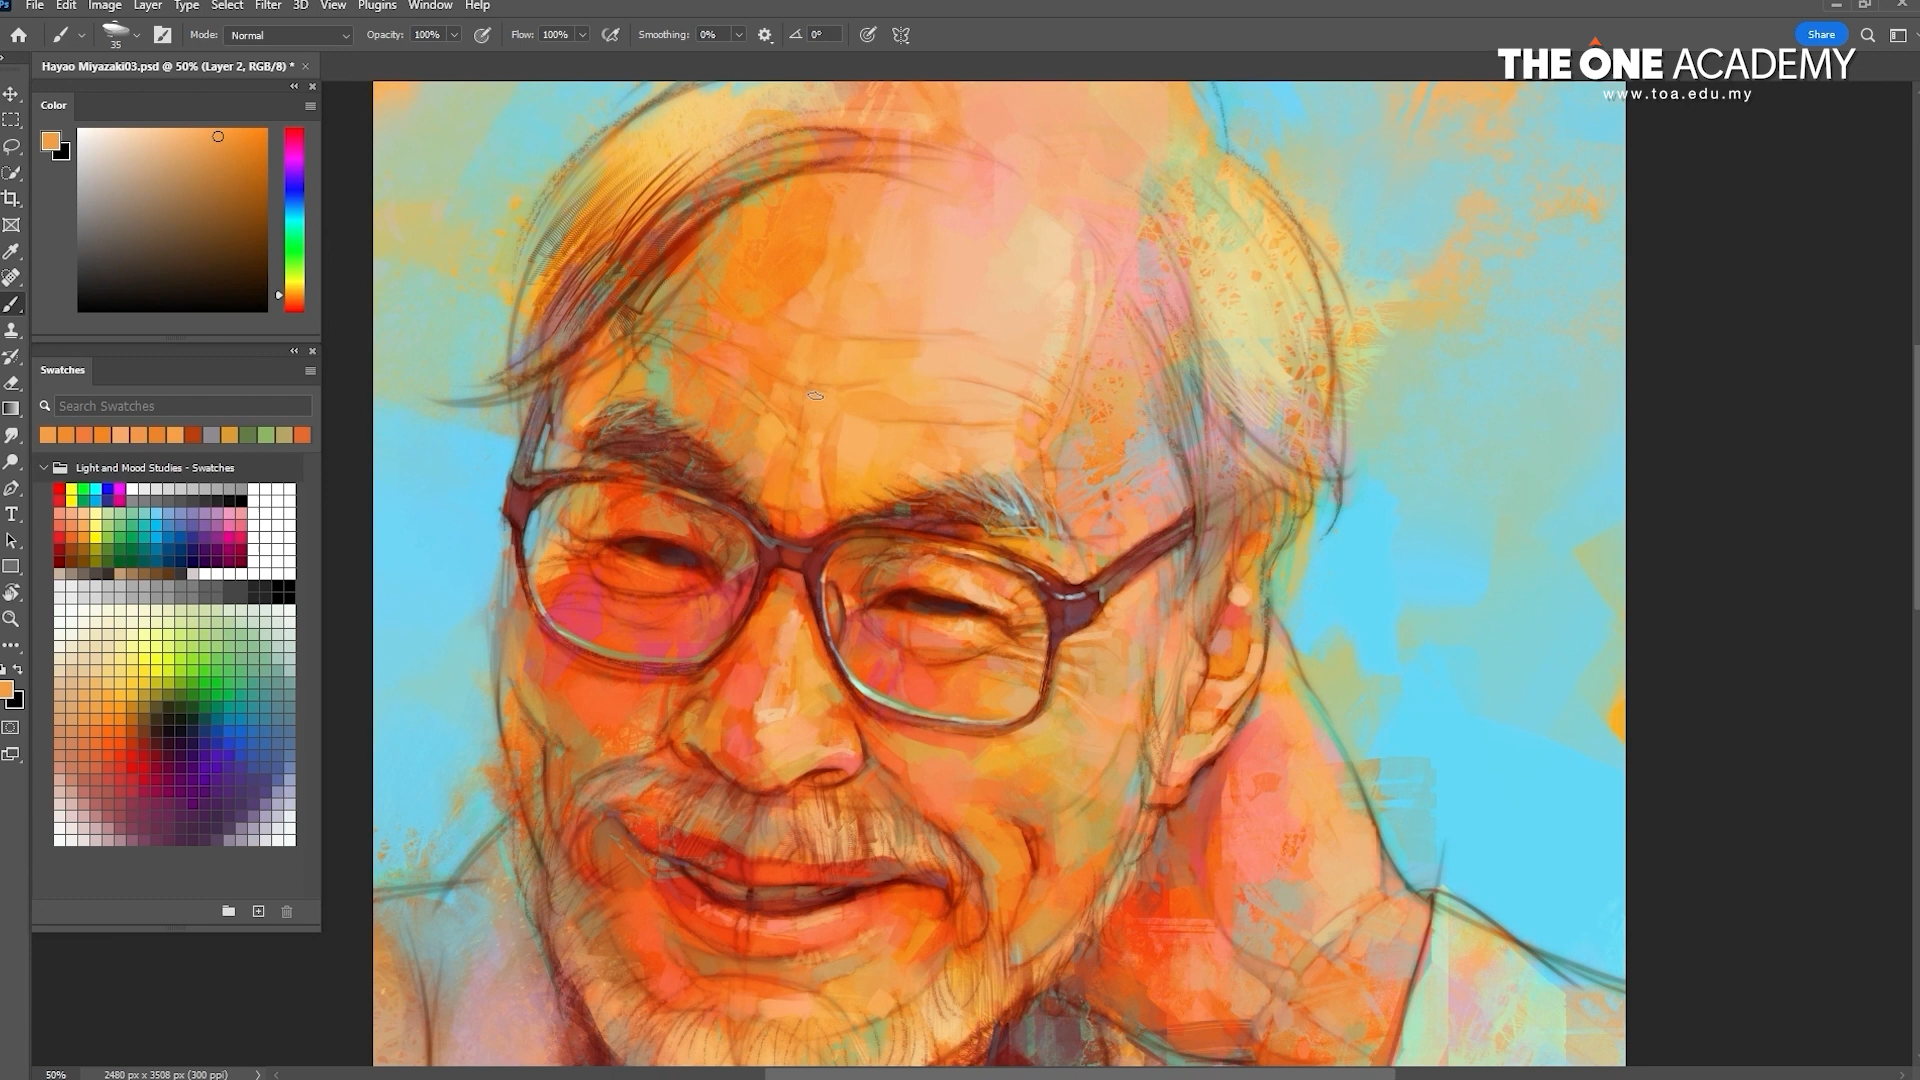 File Edit Image Layer Type Select Filter 3D View Plugins Window Help
35 Mode: Normal Opacity: 100% Flow: 100% Smoothing: 0% 0° Share
THE ONE ACADEMY
www.toa.edu.my
Hayao Miyazaki03.psd @ 50% (Layer 2, RGB/8) * ×
Color
Swatches
Search Swatches
Light and Mood Studies - Swatches
50% 2480 px x 3508 px (300 ppi)